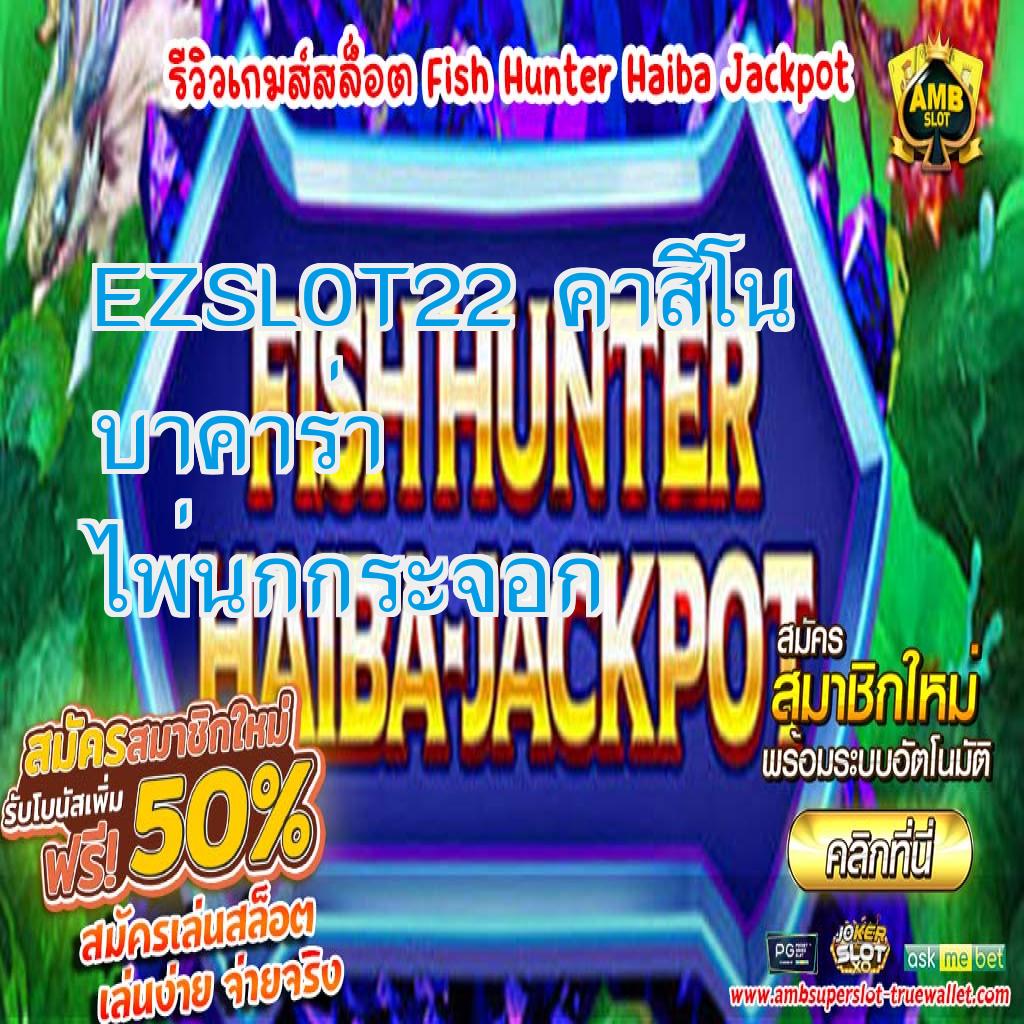 รีวิวเกมส์สล็อต Fish Hunter Haiba Jackpot
AMB
SLOT
EZSLOT22 คาสิโน
FISH HUNTER
บาคาร่า
ไพ่นกกระจอก
HAIBA·JACKPOT
สมัคร
สมาชิกใหม่
พร้อมระบบอัตโนมัติ
คลิกที่นี่
สมัครสมาชิกใหม่
รับโบนัสเพิ่ม
ฟรี! 50%
สมัครเล่นสล็อต
เล่นง่าย จ่ายจริง
PG
JOKER
SLOT
XO
ask me bet
www.ambsuperslot-truewallet.com